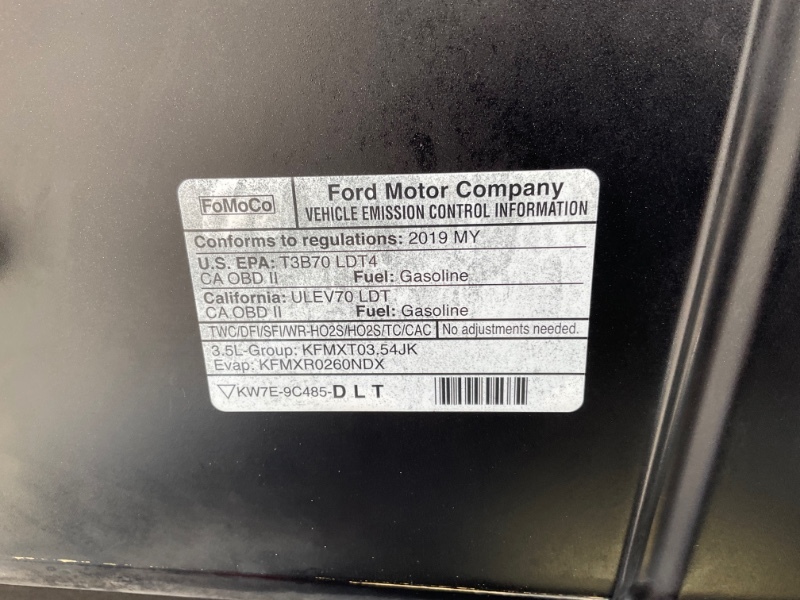 FoMoCo
Ford Motor Company
VEHICLE EMISSION CONTROL INFORMATION
Conforms to regulations: 2019 MY
U.S. EPA: T3B70 LDT4
CA OBD II Fuel: Gasoline
California: ULEV70 LDT
CA OBD II Fuel: Gasoline
TWC/DFI/SFI/WR-HO2S/HO2S/TC/CAC No adjustments needed.
3.5L-Group: KFMXT03.54JK
Evap: KFMXR0260NDX
KW7E-9C485-DLT